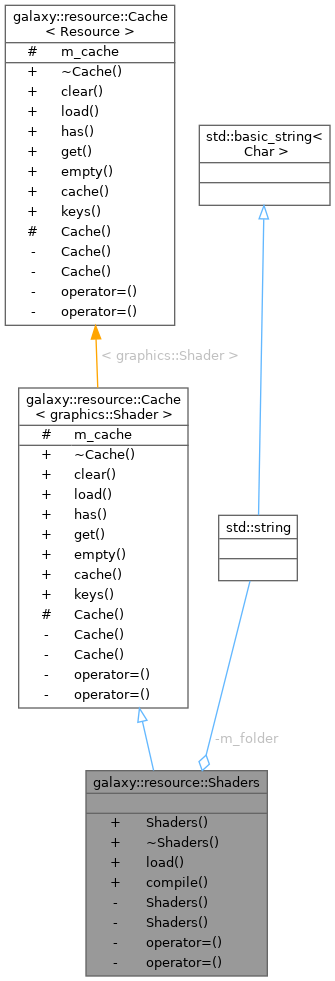 galaxy::resource::Cache
< Resource >
# m_cache
+ ~Cache()
+ clear()
+ load()
+ has()
+ get()
+ empty()
+ cache()
+ keys()
# Cache()
- Cache()
- Cache()
- operator=()
- operator=()
std::basic_string<
Char >
< graphics::Shader >
galaxy::resource::Cache
< graphics::Shader >
# m_cache
+ ~Cache()
+ clear()
+ load()
+ has()
+ get()
+ empty()
+ cache()
+ keys()
# Cache()
- Cache()
- Cache()
- operator=()
- operator=()
std::string
-m_folder
galaxy::resource::Shaders
+ Shaders()
+ ~Shaders()
+ load()
+ compile()
- Shaders()
- Shaders()
- operator=()
- operator=()